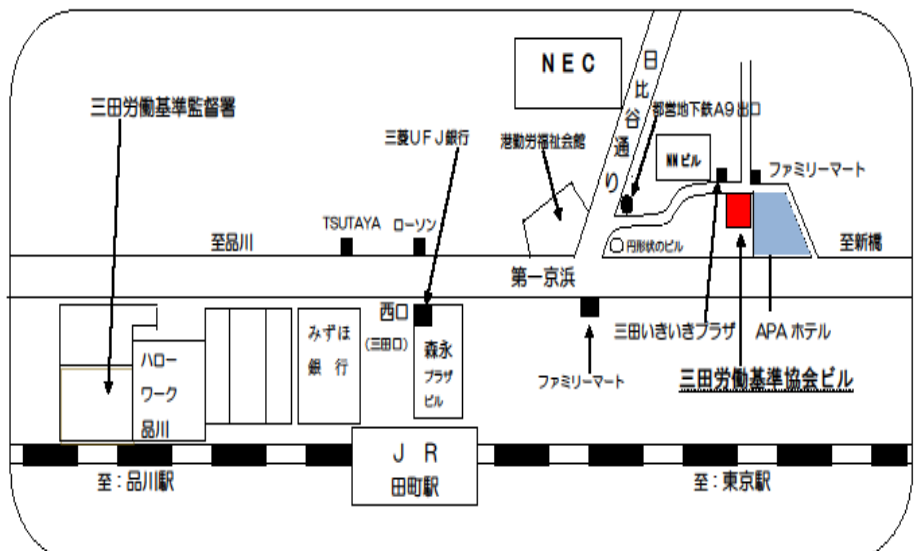 NEC
日比谷通り
三田労働基準監督署
三菱UFJ銀行
港勤労福祉会館
都営地下鉄A9出口
NNビル
ファミリーマート
TSUTAYA
ローソン
至品川
円形状のビル
至新橋
第一京浜
西口
(三田口)
みずほ
銀行
森永
プラザ
ビル
ファミリーマート
三田いきいきプラザ
APAホテル
三田労働基準協会ビル
ハロー
ワーク
品川
JR
田町駅
至:品川駅
至:東京駅